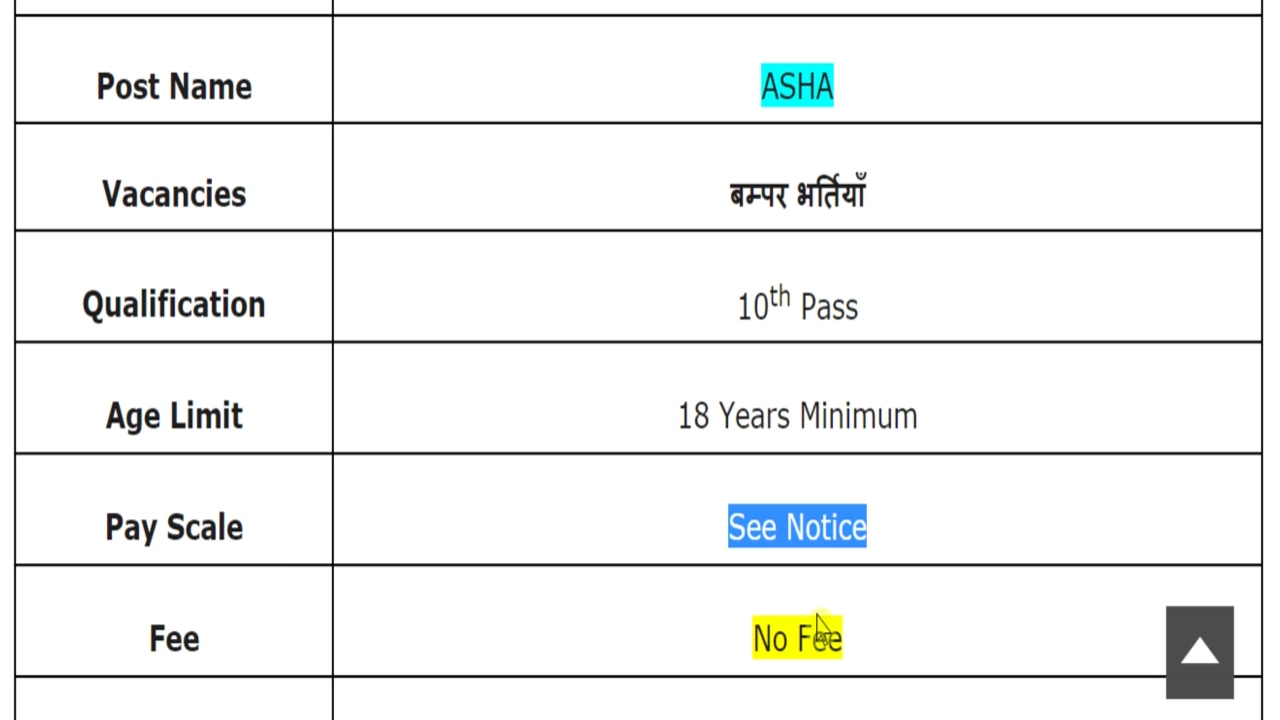 Post Name ASHA
Vacancies बम्पर भर्तियाँ
Qualification 10th Pass
Age Limit 18 Years Minimum
Pay Scale See Notice
Fee No Fee